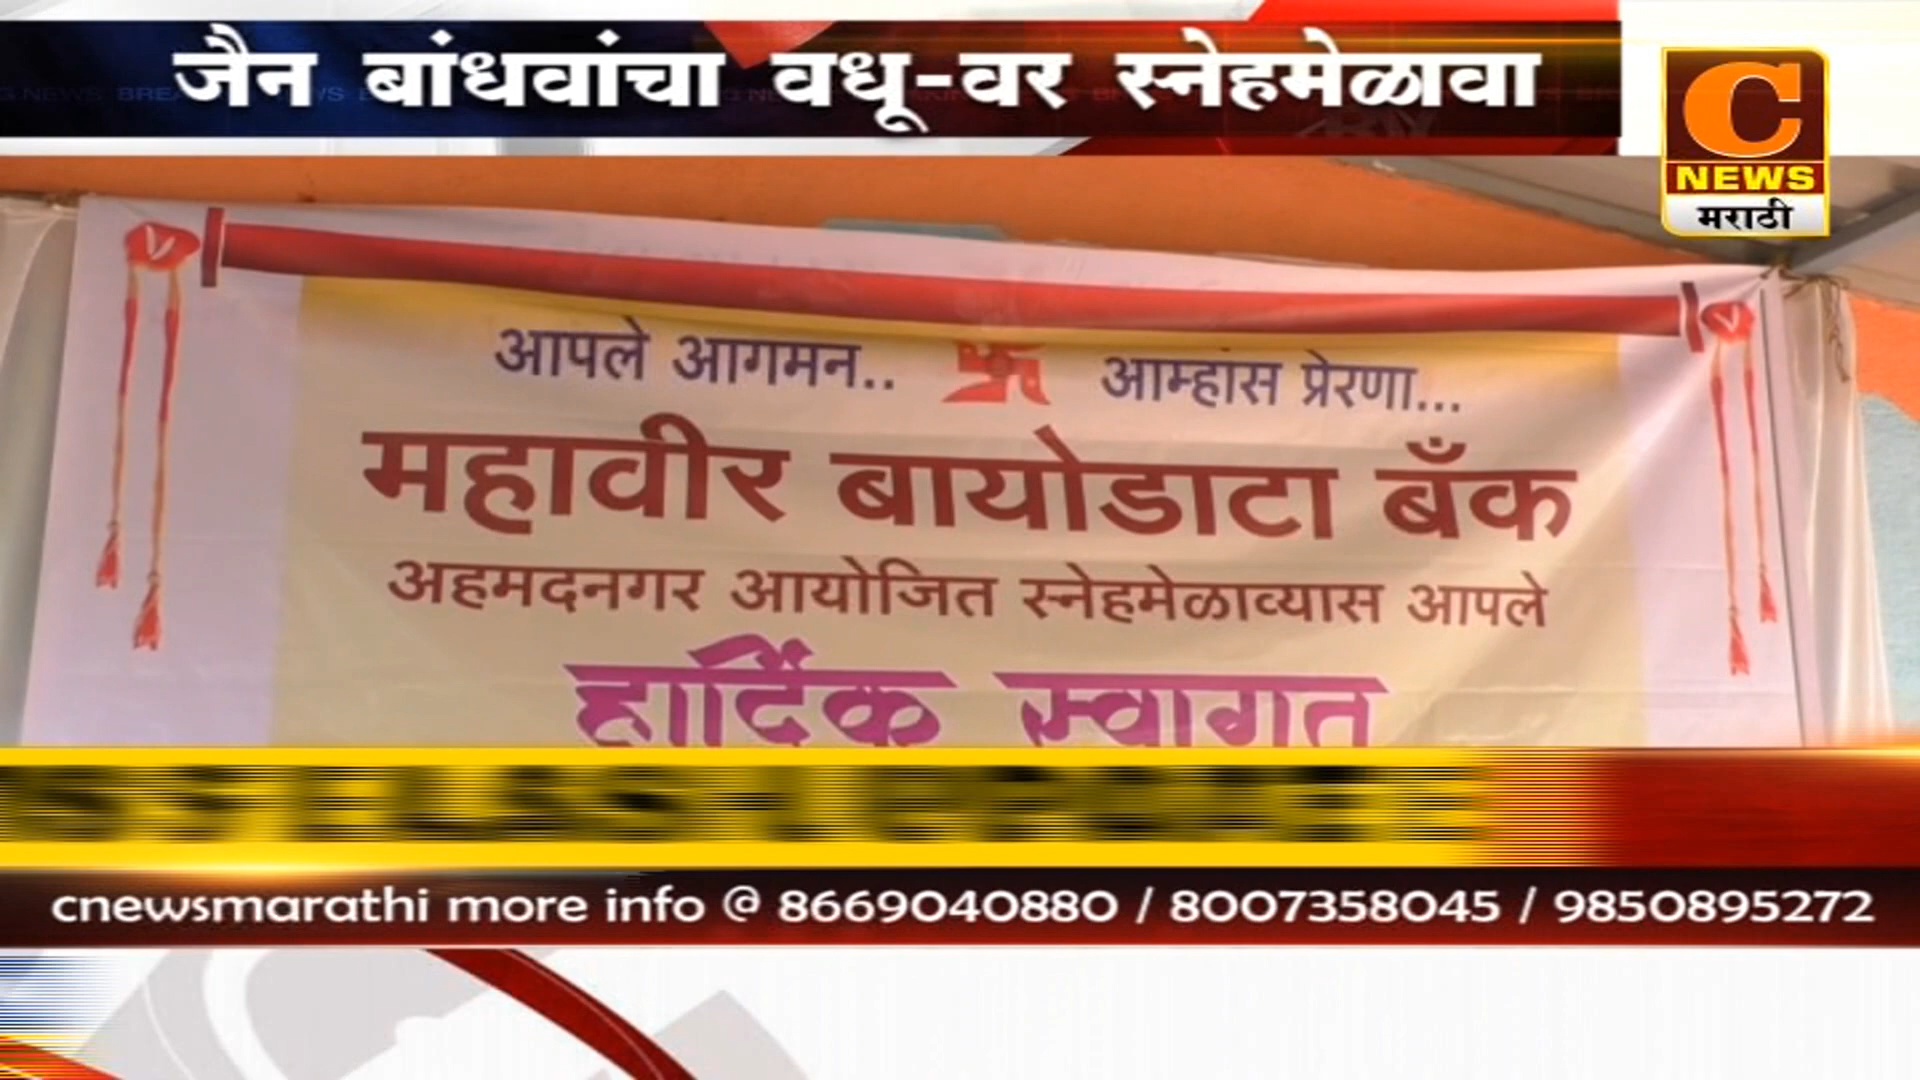 जैन बांधवांचा वधू-वर स्नेहमेळावा
C
NEWS
मराठी
आपले आगमन.. आम्हांस प्रेरणा...
महावीर बायोडाटा बँक
अहमदनगर आयोजित स्नेहमेळाव्यास आपले
हार्दिक स्वागत
cnewsmarathi more info @ 8669040880 / 8007358045 / 9850895272